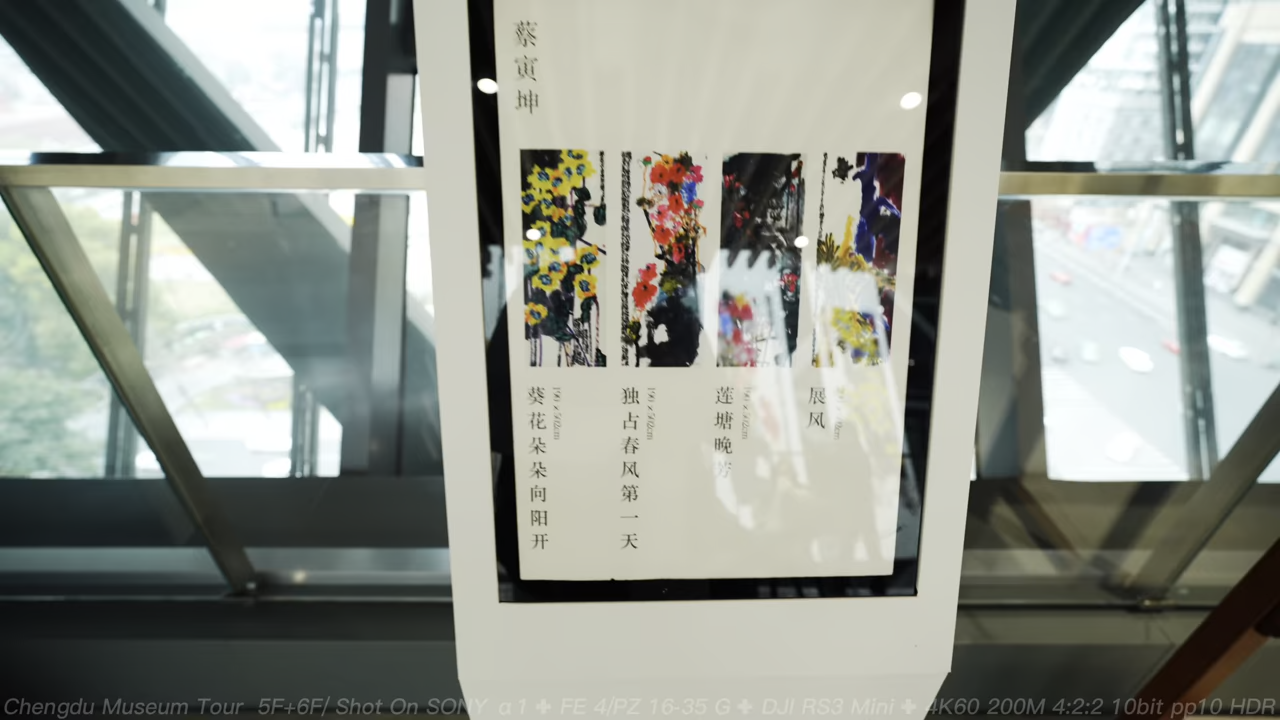 蔡寅坤
葵花朵朵向阳开
独占春风第一天
莲塘晚芳
展风
Chengdu Museum Tour 5F+6F/ Shot On SONY α1 ✦ FE 4/PZ 16-35 G ✦ DJI RS3 Mini ✦ 4K60 200M 4:2:2 10bit pp10 HDR